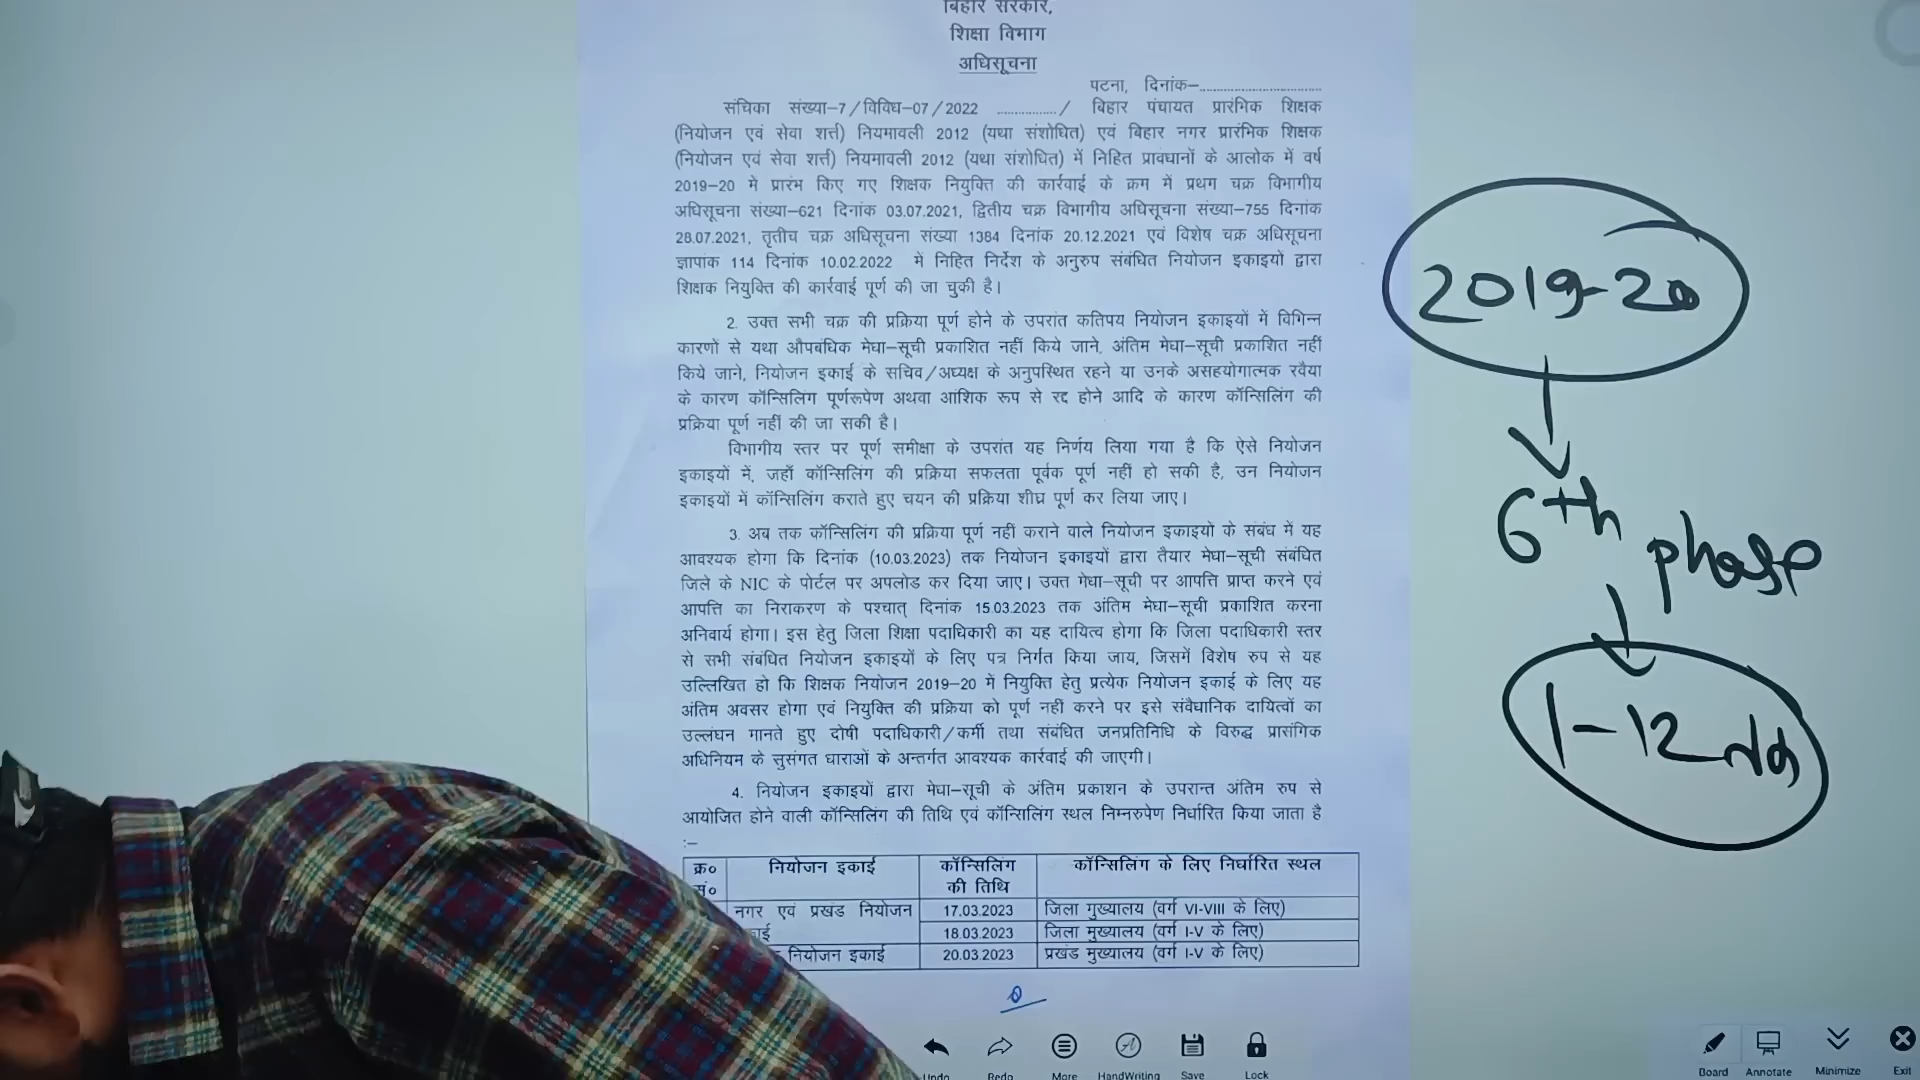 बिहार सरकार,
शिक्षा विभाग
अधिसूचना
पटना, दिनांक–................................
संचिका संख्या–7/विविध–07/2022 ............../ बिहार पंचायत प्रारंभिक शिक्षक
(नियोजन एवं सेवा शर्त्त) नियमावली 2012 (यथा संशोधित) एवं बिहार नगर प्रारंभिक शिक्षक
(नियोजन एवं सेवा शर्त्त) नियमावली 2012 (यथा संशोधित) में निहित प्रावधानों के आलोक में वर्ष
2019–20 मे प्रारंभ किए गए शिक्षक नियुक्ति की कार्रवाई के क्रम में प्रथम चक्र विभागीय
अधिसूचना संख्या–621 दिनांक 03.07.2021, द्वितीय चक्र विभागीय अधिसूचना संख्या–755 दिनांक
28.07.2021, तृतीच चक्र अधिसूचना संख्या 1384 दिनांक 20.12.2021 एवं विशेष चक्र अधिसूचना
ज्ञापांक 114 दिनांक 10.02.2022 में निहित निर्देश के अनुरुप संबंधित नियोजन इकाइयों द्वारा
शिक्षक नियुक्ति की कार्रवाई पूर्ण की जा चुकी है।
2. उक्त सभी चक्र की प्रक्रिया पूर्ण होने के उपरांत कतिपय नियोजन इकाइयों में विभिन्न
कारणों से यथा औपबंधिक मेघा–सूची प्रकाशित नहीं किये जाने, अंतिम मेघा–सूची प्रकाशित नहीं
किये जाने, नियोजन इकाई के सचिव/अध्यक्ष के अनुपस्थित रहने या उनके असहयोगात्मक रवैया
के कारण कॉन्सिलिंग पूर्णरूपेण अथवा आंशिक रूप से रद्द होने आदि के कारण कॉन्सिलिंग की
प्रक्रिया पूर्ण नहीं की जा सकी है।
विभागीय स्तर पर पूर्ण समीक्षा के उपरांत यह निर्णय लिया गया है कि ऐसे नियोजन
इकाइयों में, जहाँ कॉन्सिलिंग की प्रक्रिया सफलता पूर्वक पूर्ण नहीं हो सकी है, उन नियोजन
इकाइयों में कॉन्सिलिंग कराते हुए चयन की प्रक्रिया शीघ्र पूर्ण कर लिया जाए।
3. अब तक कॉन्सिलिंग की प्रक्रिया पूर्ण नहीं कराने वाले नियोजन इकाइयों के संबंध में यह
आवश्यक होगा कि दिनांक (10.03.2023) तक नियोजन इकाइयों द्वारा तैयार मेघा–सूची संबंधित
जिले के NIC के पोर्टल पर अपलोड कर दिया जाए। उक्त मेघा–सूची पर आपत्ति प्राप्त करने एवं
आपत्ति का निराकरण के पश्चात् दिनांक 15.03.2023 तक अंतिम मेघा–सूची प्रकाशित करना
अनिवार्य होगा। इस हेतु जिला शिक्षा पदाधिकारी का यह दायित्व होगा कि जिला पदाधिकारी स्तर
से सभी संबंधित नियोजन इकाइयों के लिए पत्र निर्गत किया जाय, जिसमें विशेष रुप से यह
उल्लिखित हो कि शिक्षक नियोजन 2019–20 में नियुक्ति हेतु प्रत्येक नियोजन इकाई के लिए यह
अंतिम अवसर होगा एवं नियुक्ति की प्रक्रिया को पूर्ण नहीं करने पर इसे संवैधानिक दायित्वों का
उल्लंघन मानते हुए दोषी पदाधिकारी/कर्मी तथा संबंधित जनप्रतिनिधि के विरुद्ध प्रासंगिक
अधिनियम के सुसंगत धाराओं के अन्तर्गत आवश्यक कार्रवाई की जाएगी।
4. नियोजन इकाइयों द्वारा मेघा–सूची के अंतिम प्रकाशन के उपरान्त अंतिम रुप से
आयोजित होने वाली कॉन्सिलिंग की तिथि एवं कॉन्सिलिंग स्थल निम्नरुपेण निर्धारित किया जाता है
:–
क्र० सं० नियोजन इकाई कॉन्सिलिंग की तिथि कॉन्सिलिंग के लिए निर्धारित स्थल
नगर एवं प्रखंड नियोजन 17.03.2023 जिला मुख्यालय (वर्ग VI-VIII के लिए)
18.03.2023 जिला मुख्यालय (वर्ग I-V के लिए)
नियोजन इकाई 20.03.2023 प्रखंड मुख्यालय (वर्ग I-V के लिए)
2019-20
6th phase
1-12 तक
Undo Redo More HandWriting Save Lock
Board Annotate Minimize Exit